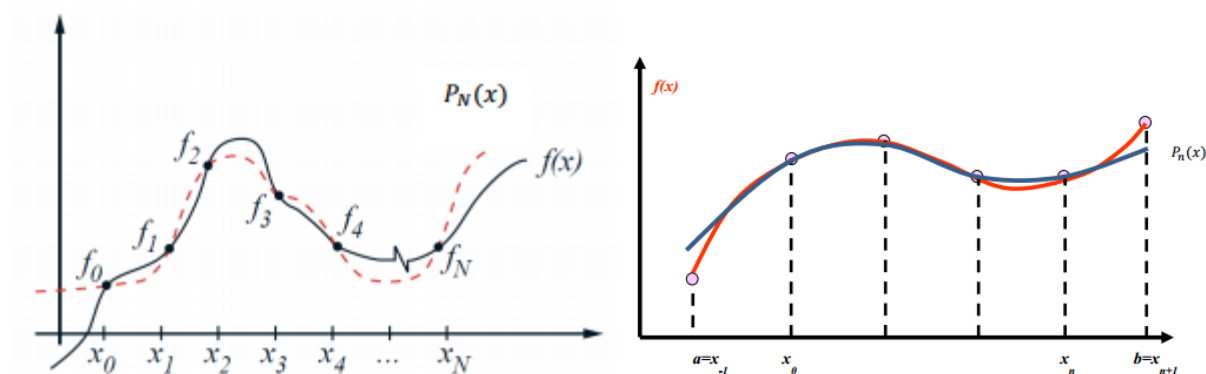 P_N(x)
f_2
f(x)
f_3
f_4
f_1
f_N
f_0
x_0 x_1 x_2 x_3 x_4 ... x_N
f(x)
P_n(x)
a=x_{-1} x_0 x_n b=x_{n+1}